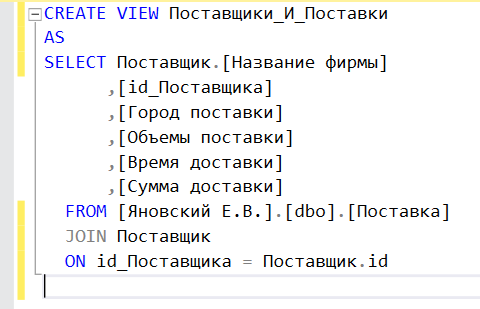 CREATE VIEW Поставщики_И_Поставки
AS
SELECT Поставщик.[Название фирмы]
,[id_Поставщика]
,[Город поставки]
,[Объемы поставки]
,[Время доставки]
,[Сумма доставки]
FROM [Яновский Е.В.].[dbo].[Поставка]
JOIN Поставщик
ON id_Поставщика = Поставщик.id